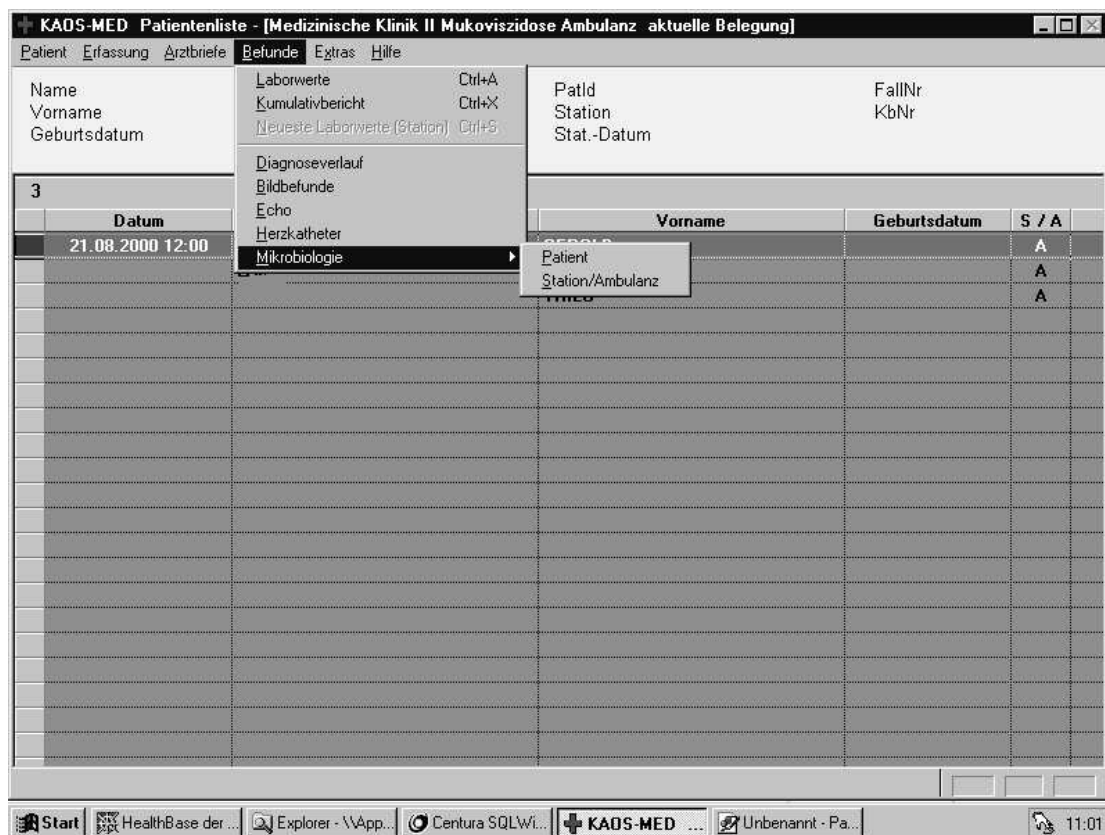 KAOS-MED Patientenliste - [Medizinische Klinik II Mukoviszidose Ambulanz aktuelle Belegung]
Patient Erfassung Arztbriefe Befunde Extras Hilfe
Name
Vorname
Geburtsdatum
Laborwerte Ctrl+A
Kumulativbericht Ctrl+X
Neueste Laborwerte (Station) Ctrl+S
Diagnoseverlauf
Bildbefunde
Echo
Herzkatheter
Mikrobiologie
Patient
Station/Ambulanz
PatId
Station
Stat.-Datum
FallNr
KbNr
3
Datum Vorname Geburtsdatum S / A
21.08.2000 12:00 A
A
A
Start HealthBase der ... Explorer - \\App... Centura SQLWi... KAOS-MED ... Unbenannt - Pa... 11:01